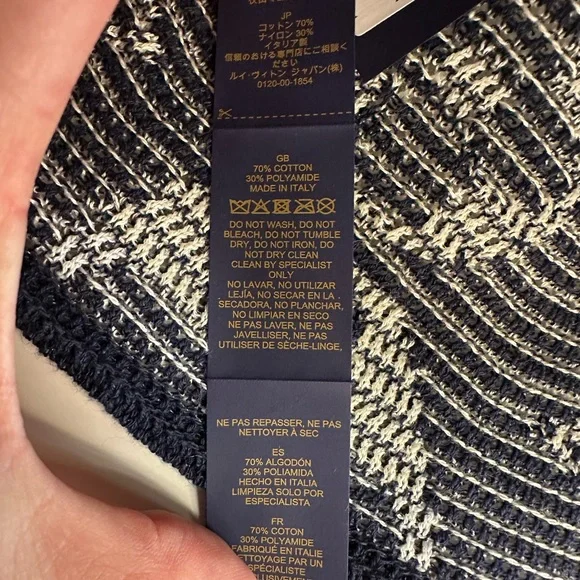 JP
コットン 70%
ナイロン 30%
イタリア製
信頼のおける専門店にご相談く
ださい
ルイ・ヴィトン ジャパン(株)
0120-00-1854
GB
70% COTTON
30% POLYAMIDE
MADE IN ITALY
DO NOT WASH, DO NOT
BLEACH, DO NOT TUMBLE
DRY, DO NOT IRON, DO
NOT DRY CLEAN
CLEAN BY SPECIALIST
ONLY
NO LAVAR, NO UTILIZAR
LEJÍA, NO SECAR EN LA
SECADORA, NO PLANCHAR,
NO LIMPIAR EN SECO
NE PAS LAVER, NE PAS
JAVELLISER, NE PAS
UTILISER DE SÈCHE-LINGE,
NE PAS REPASSER, NE PAS
NETTOYER À SEC
ES
70% ALGODÓN
30% POLIAMIDA
HECHO EN ITALIA
LIMPIEZA SOLO POR
ESPECIALISTA
FR
70% COTON
30% POLYAMIDE
FABRIQUÉ EN ITALIE
NETTOYAGE PAR UN
SPÉCIALISTE
EXCLUSIVEMENT